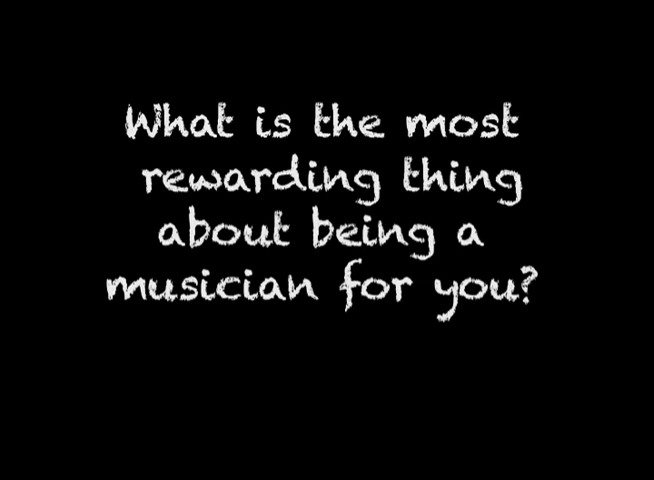 What is the most
rewarding thing
about being a
musician for you?